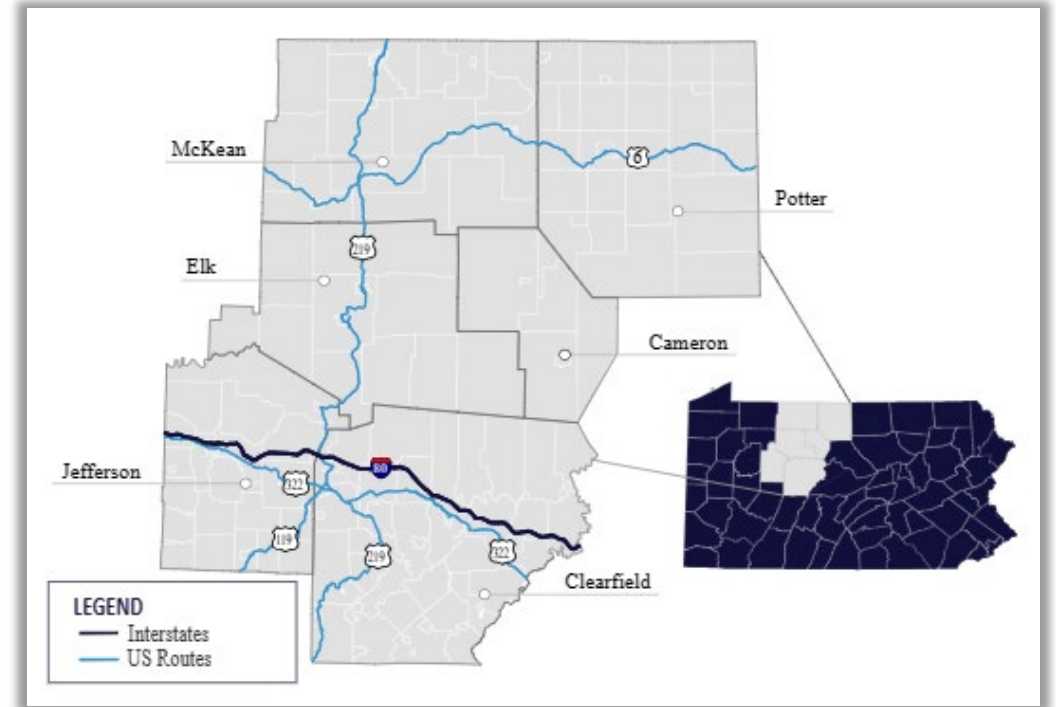 McKean
6
Potter
219
Elk
Cameron
80
Jefferson
322
119
219
322
Clearfield
LEGEND
Interstates
US Routes